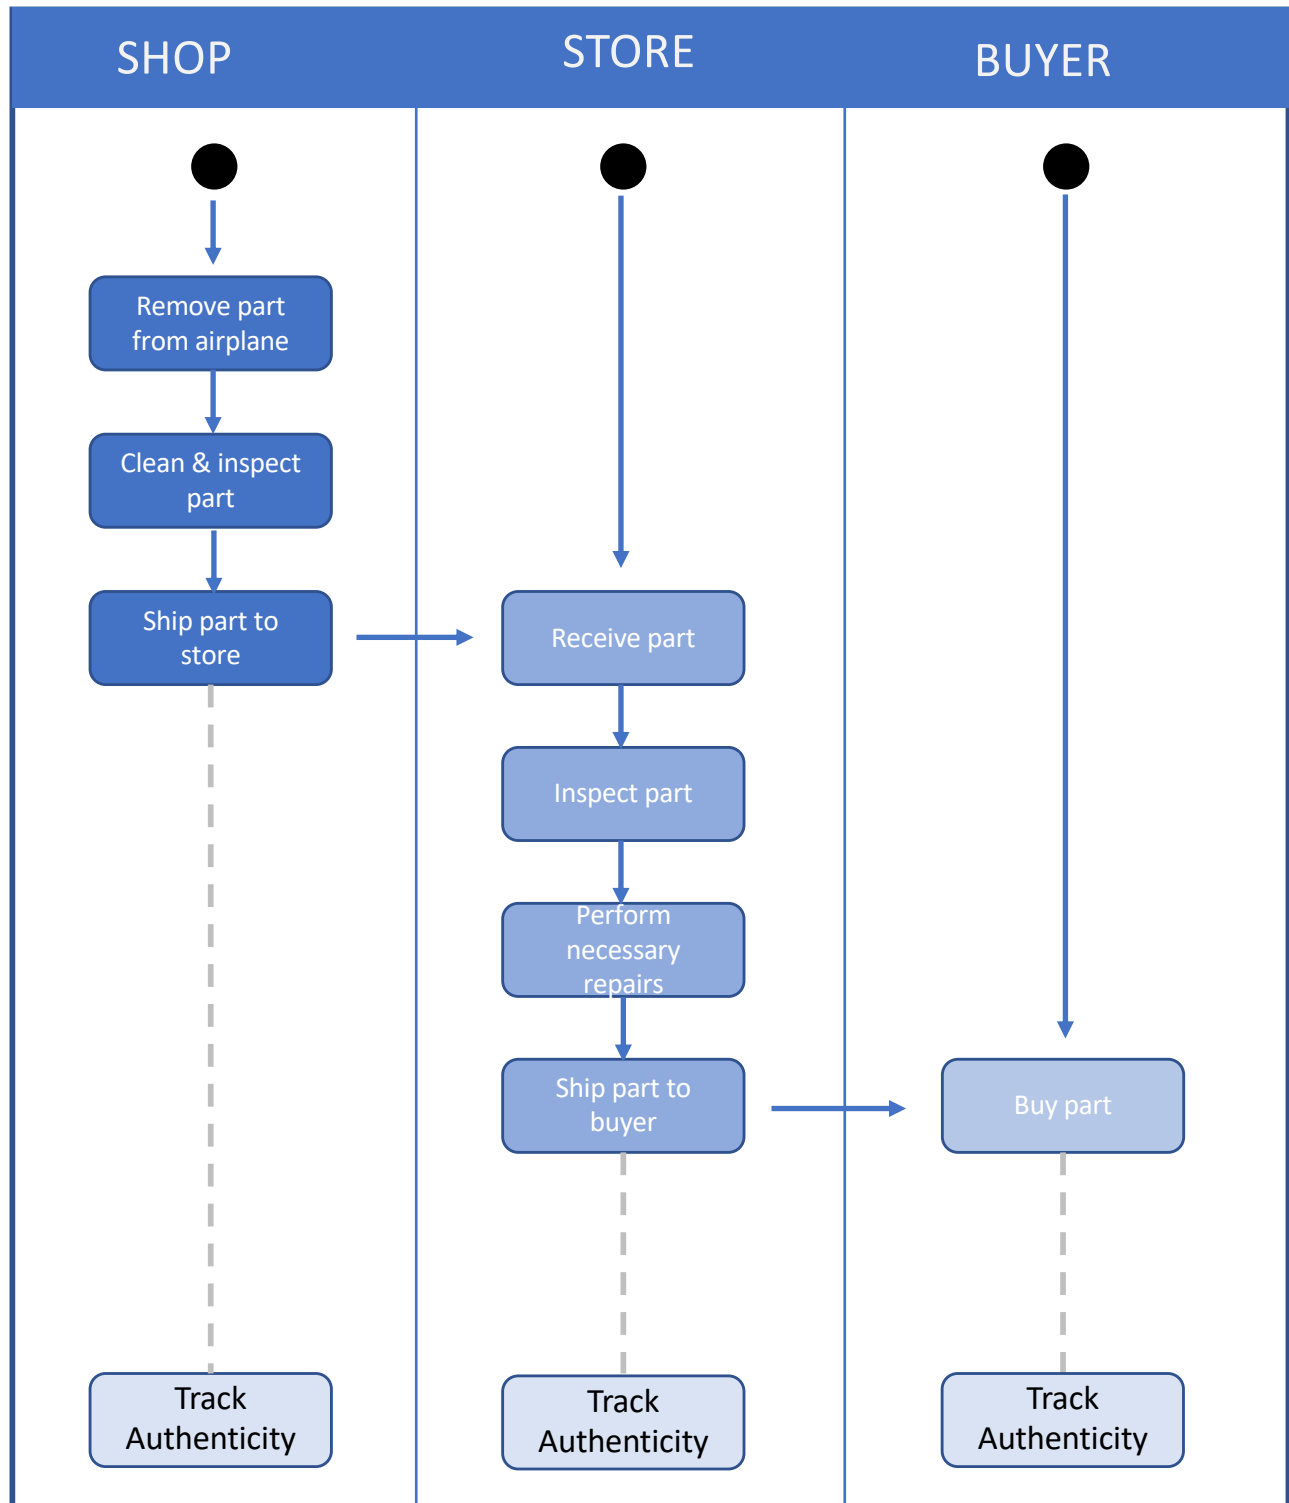 SHOP
STORE
BUYER
Remove part
from airplane
Clean & inspect
part
Ship part to
store
Receive part
Inspect part
Perform
necessary
repairs
Ship part to
buyer
Buy part
Track
Authenticity
Track
Authenticity
Track
Authenticity